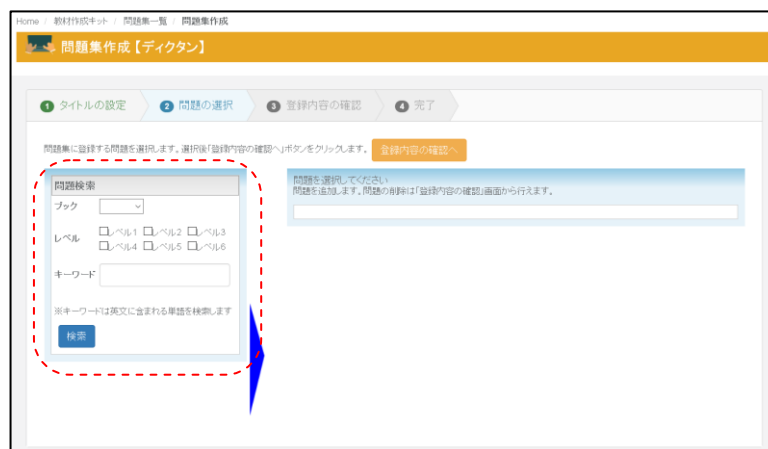 Home / 教材作成キット / 問題集一覧 / 問題集作成
問題集作成【ディクタン】
1 タイトルの設定 2 問題の選択 3 登録内容の確認 4 完了
問題集に登録する問題を選択します。選択後「登録内容の確認へ」ボタンをクリックします。 登録内容の確認へ
問題検索
ブック
レベル
レベル1 レベル2 レベル3
レベル4 レベル5 レベル6
キーワード
※キーワードは英文に含まれる単語を検索します
検索
問題を選択してください
問題を追加します。問題の削除は「登録内容の確認」画面から行えます。